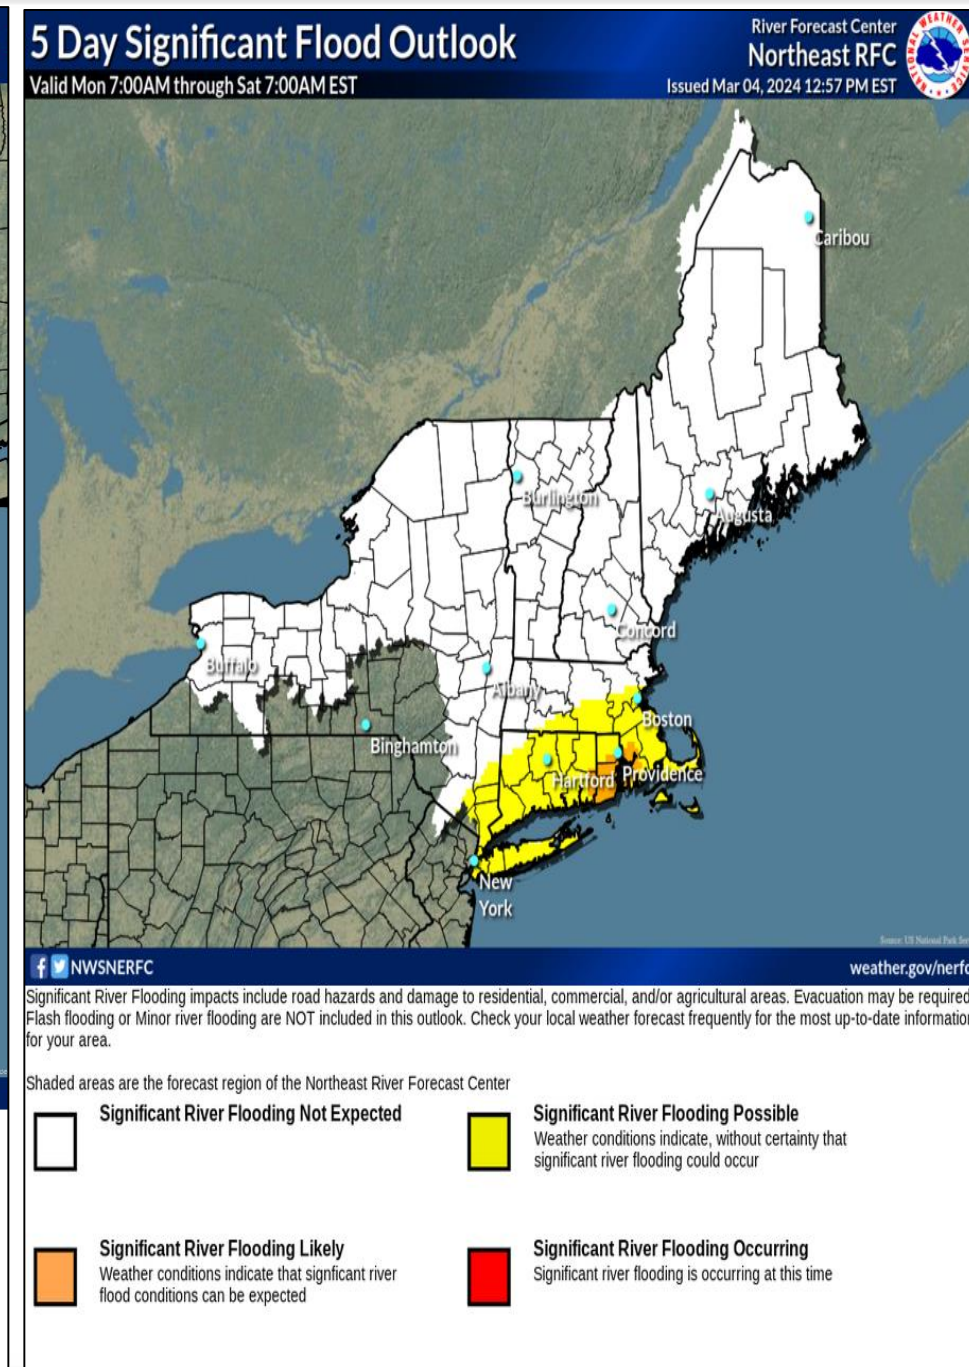 5 Day Significant Flood Outlook
River Forecast Center
Northeast RFC
Valid Mon 7:00AM through Sat 7:00AM EST
Issued Mar 04, 2024 12:57 PM EST
Caribou
Burlington
Augusta
Concord
Buffalo
Albany
Boston
Binghamton
Hartford
Providence
New
York
Source: US National Park Ser
NWSNERFC
weather.gov/nerfc
Significant River Flooding impacts include road hazards and damage to residential, commercial, and/or agricultural areas. Evacuation may be required
Flash flooding or Minor river flooding are NOT included in this outlook. Check your local weather forecast frequently for the most up-to-date information
for your area.
Shaded areas are the forecast region of the Northeast River Forecast Center
Significant River Flooding Not Expected
Significant River Flooding Possible
Weather conditions indicate, without certainty that
significant river flooding could occur
Significant River Flooding Likely
Weather conditions indicate that signficant river
flood conditions can be expected
Significant River Flooding Occurring
Significant river flooding is occurring at this time